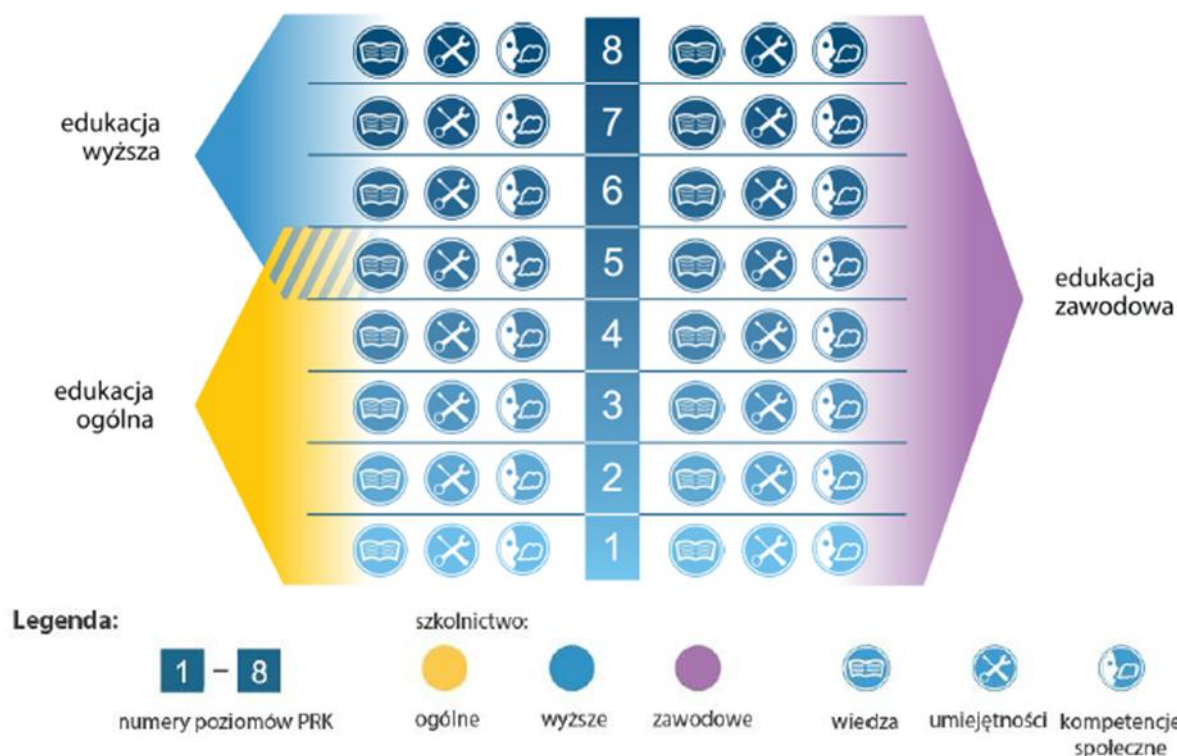 edukacja
wyższa
edukacja
ogólna
8
7
6
5
4
3
2
1
edukacja
zawodowa
Legenda:
1 – 8
numery poziomów PRK
szkolnictwo:
ogólne
wyższe
zawodowe
wiedza
umiejętności
kompetencje
społeczne